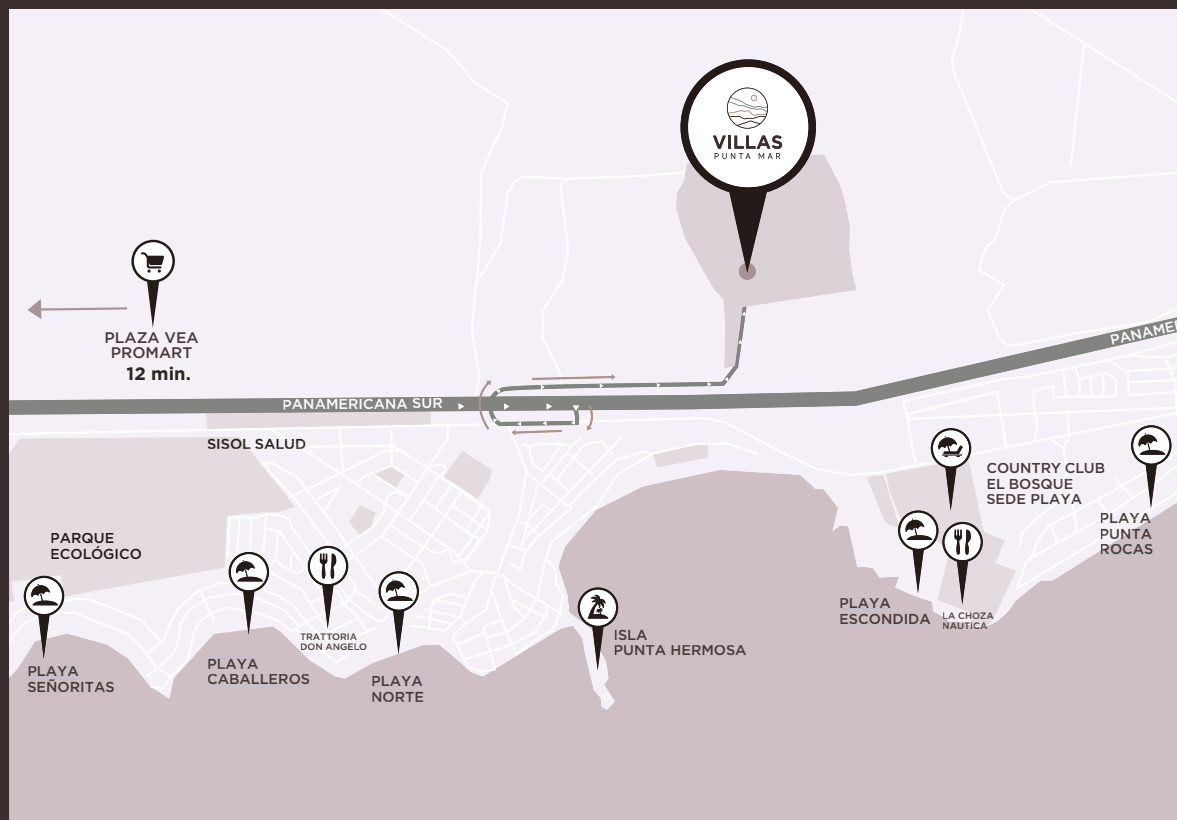 VILLAS
PUNTA MAR
PLAZA VEA
PROMART
12 min.
PANAMERICANA SUR
PANAME
SISOL SALUD
COUNTRY CLUB
EL BOSQUE
SEDE PLAYA
PLAYA
PUNTA
ROCAS
PARQUE
ECOLÓGICO
PLAYA
ESCONDIDA
LA CHOZA
NAUTICA
TRATTORIA
DON ANGELO
ISLA
PUNTA HERMOSA
PLAYA
SEÑORITAS
PLAYA
CABALLEROS
PLAYA
NORTE